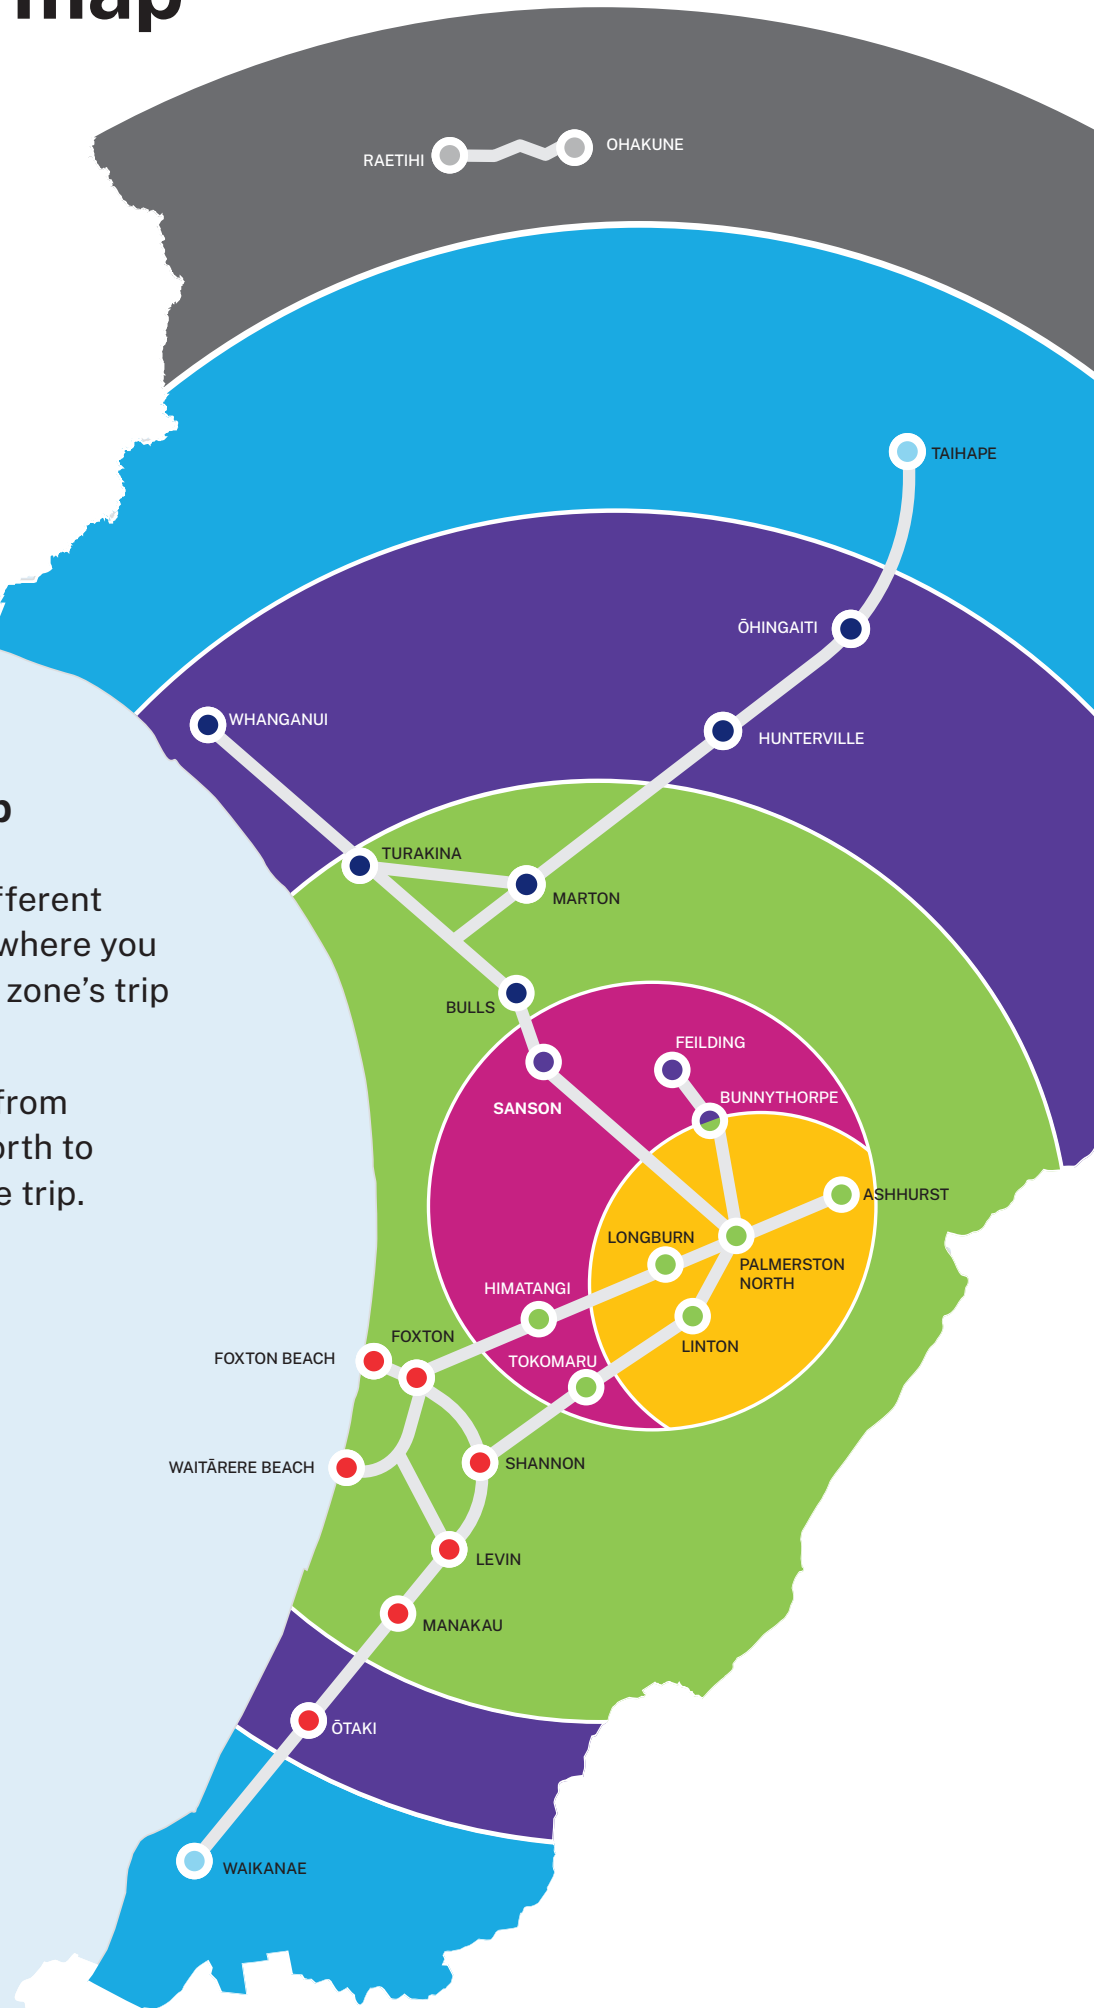 map
RAETIHI
OHAKUNE
TAIHAPE
ŌHINGAITI
WHANGANUI
HUNTERVILLE
TURAKINA
MARTON
fferent
where you
zone's trip
BULLS
FEILDING
BUNNYTHORPE
SANSON
from
orth to
e trip.
ASHHURST
LONGBURN
PALMERSTON
NORTH
HIMATANGI
FOXTON
LINTON
FOXTON BEACH
TOKOMARU
WAITĀRERE BEACH
SHANNON
LEVIN
MANAKAU
ŌTAKI
WAIKANAE